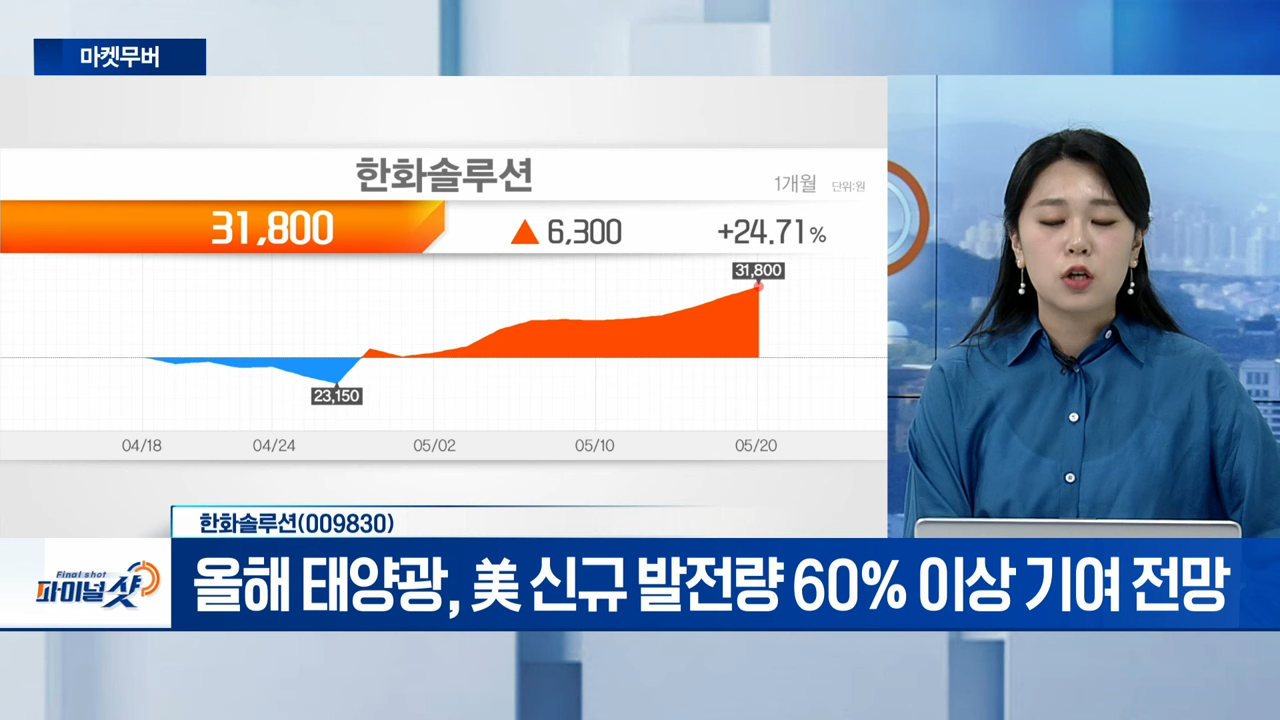 마켓무버
한화솔루션
1개월 단위:원
31,800 ▲ 6,300 +24.71%
31,800
23,150
04/18 04/24 05/02 05/10 05/20
한화솔루션(009830)
Final shot
파이널샷
올해 태양광, 美 신규 발전량 60% 이상 기여 전망